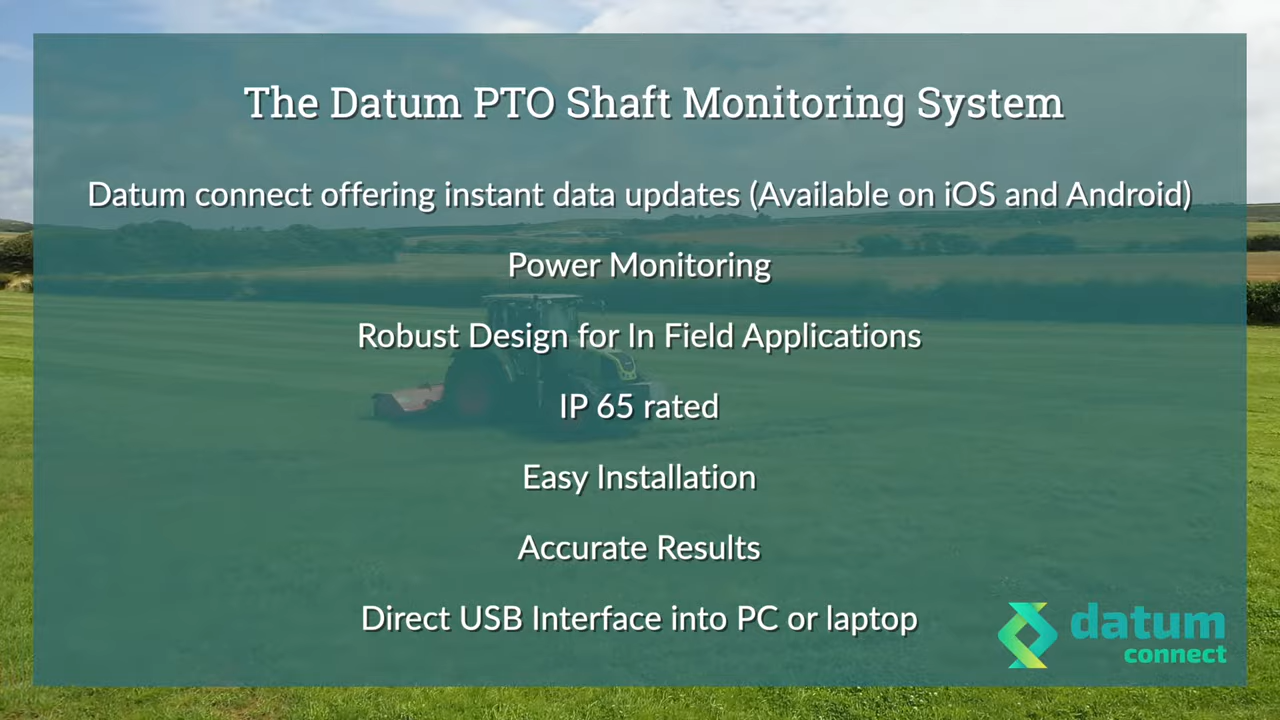 The Datum PTO Shaft Monitoring System
Datum connect offering instant data updates (Available on iOS and Android)
Power Monitoring
Robust Design for In Field Applications
IP 65 rated
Easy Installation
Accurate Results
Direct USB Interface into PC or laptop
datum
connect